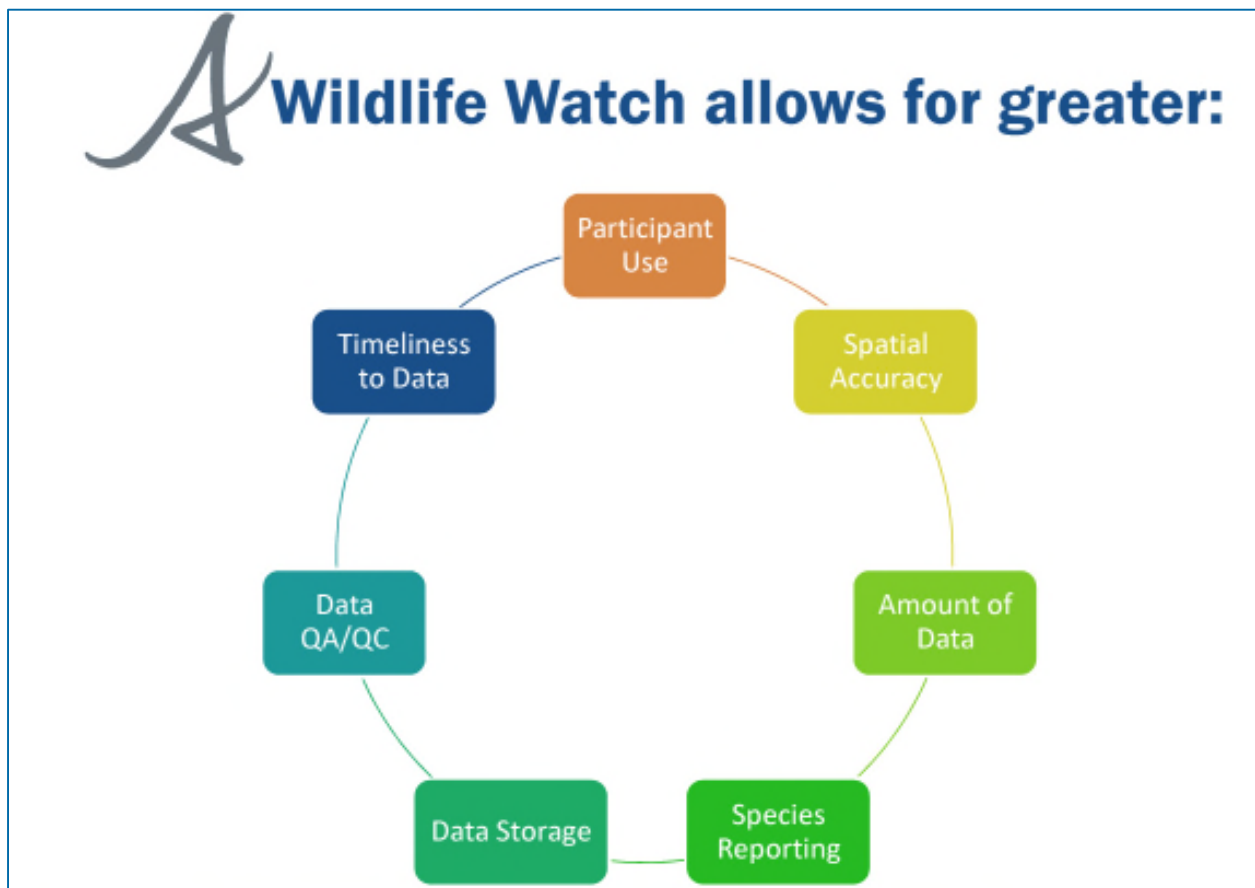 A Wildlife Watch allows for greater:
Participant
Use
Spatial
Accuracy
Amount of
Data
Species
Reporting
Data Storage
Data
QA/QC
Timeliness
to Data